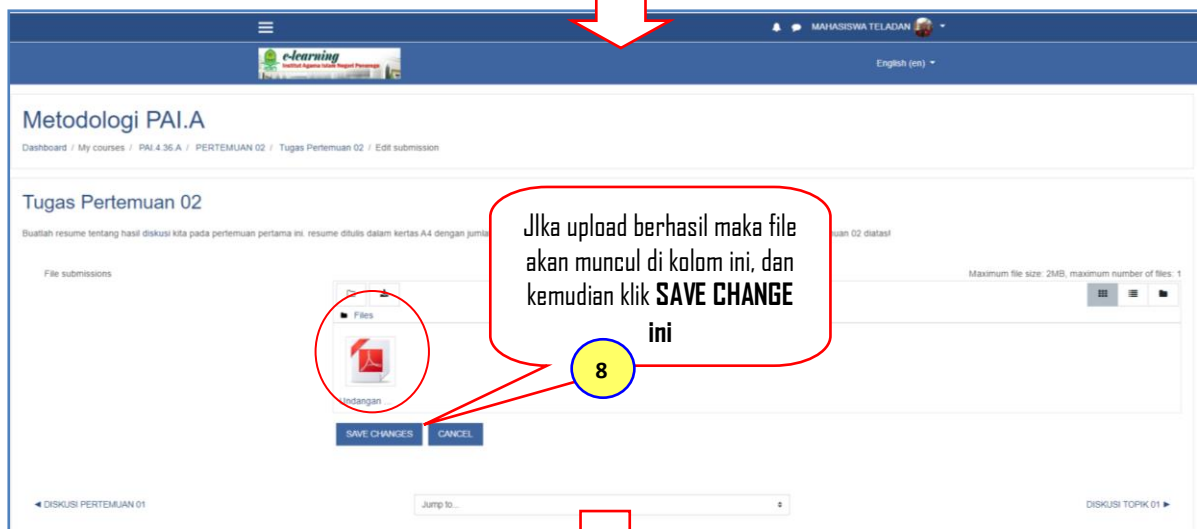 MAHASISWA TELADAN
e-learning
Institut Agama Islam Negeri Ponorogo
English (en)
Metodologi PAI.A
Dashboard / My courses / PAI.4.36.A / PERTEMUAN 02 / Tugas Pertemuan 02 / Edit submission
Tugas Pertemuan 02
Buatlah resume tentang hasil diskusi kita pada pertemuan pertama ini. resume ditulis dalam kertas A4 dengan jumla
uan 02 diatas!
JIka upload berhasil maka file
akan muncul di kolom ini, dan
kemudian klik SAVE CHANGE
ini
8
File submissions
Maximum file size: 2MB, maximum number of files: 1
Files
Undangan ...
SAVE CHANGES
CANCEL
◄ DISKUSI PERTEMUAN 01
Jump to...
DISKUSI TOPIK 01 ►